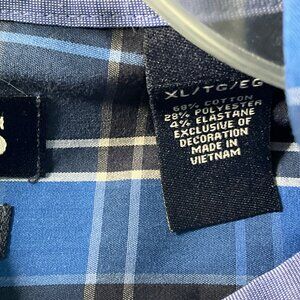 S
XL/TG/EG
68% COTTON
28% POLYESTER
4% ELASTANE
EXCLUSIVE OF
DECORATION
MADE IN
VIETNAM